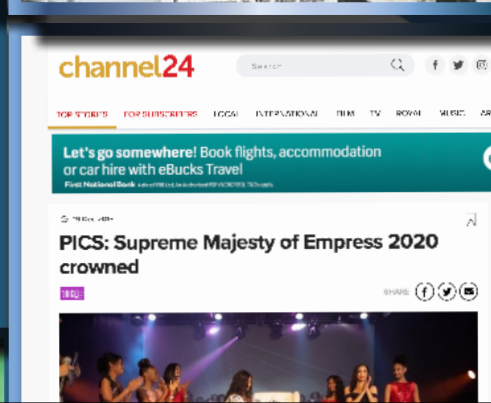 channel24
Search
TOP STORIES FOR SUBSCRIBERS LOCAL INTERNATIONAL FILM TV ROYAL MUSIC
Let's go somewhere! Book flights, accommodation
or car hire with eBucks Travel
First National Bank
PICS: Supreme Majesty of Empress 2020
crowned
SHARE